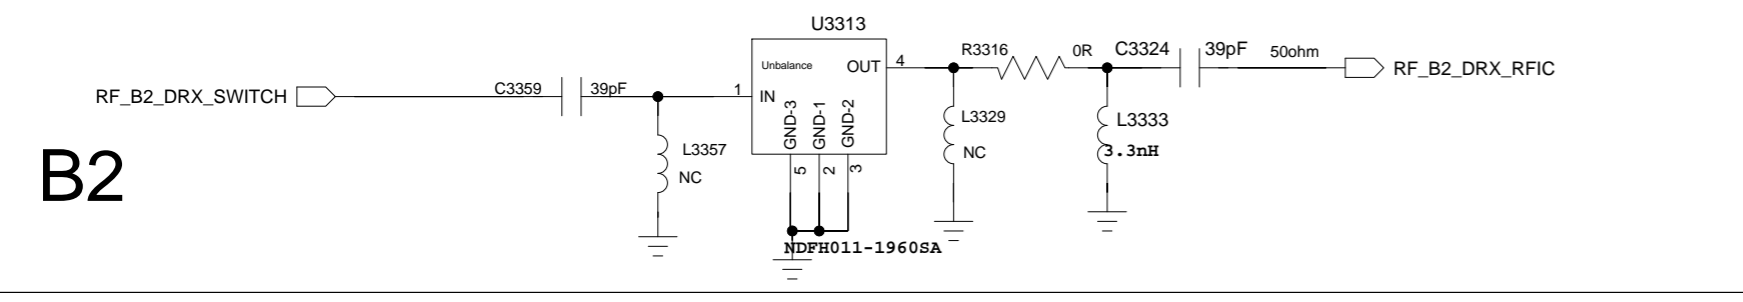 U3313
Unbalance
OUT
4
R3316
0R
C3324
39pF
50ohm
RF_B2_DRX_RFIC
RF_B2_DRX_SWITCH
C3359
39pF
1
IN
GND-3
GND-1
GND-2
L3329
NC
L3333
3.3nH
L3357
NC
5
2
3
B2
NDFH011-1960SA